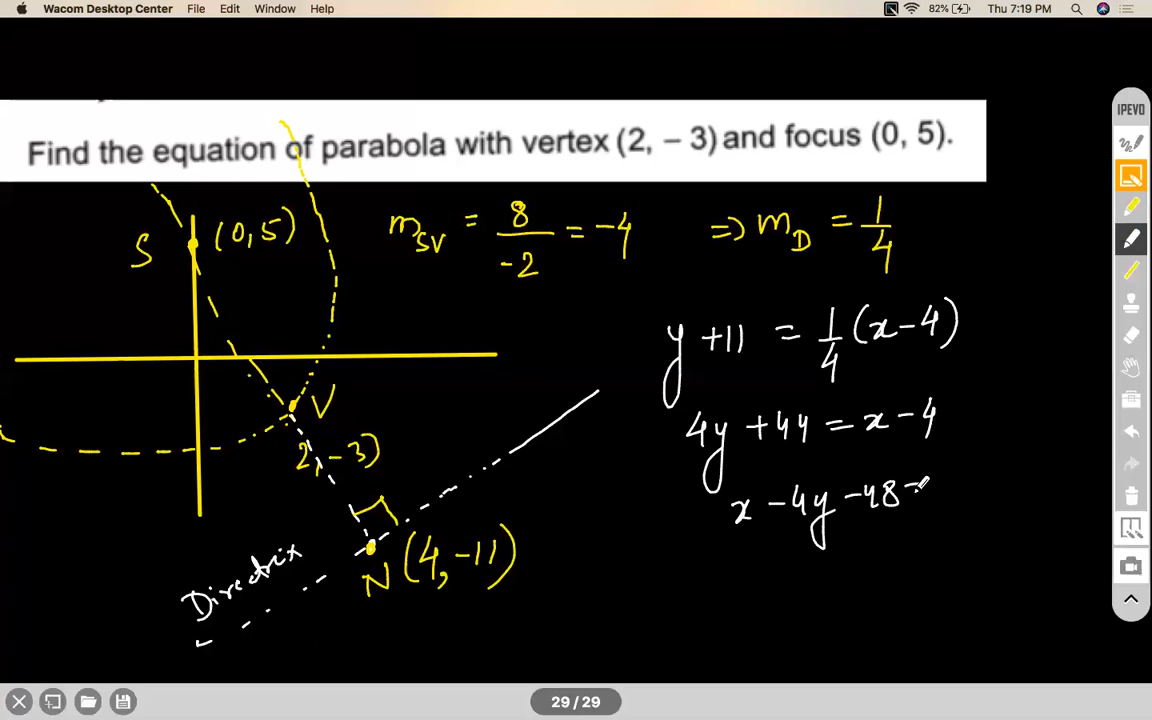 Wacom Desktop Center File Edit Window Help 82% Thu 7:19 PM
IPEVO
Find the equation of parabola with vertex (2, – 3) and focus (0, 5).
S (0,5) m_SV = 8/-2 = -4 => m_D = 1/4
y + 11 = 1/4 (x - 4)
V
4y + 44 = x - 4
2, -3)
x - 4y - 48 =
N (4, -11)
Directrix
29 / 29